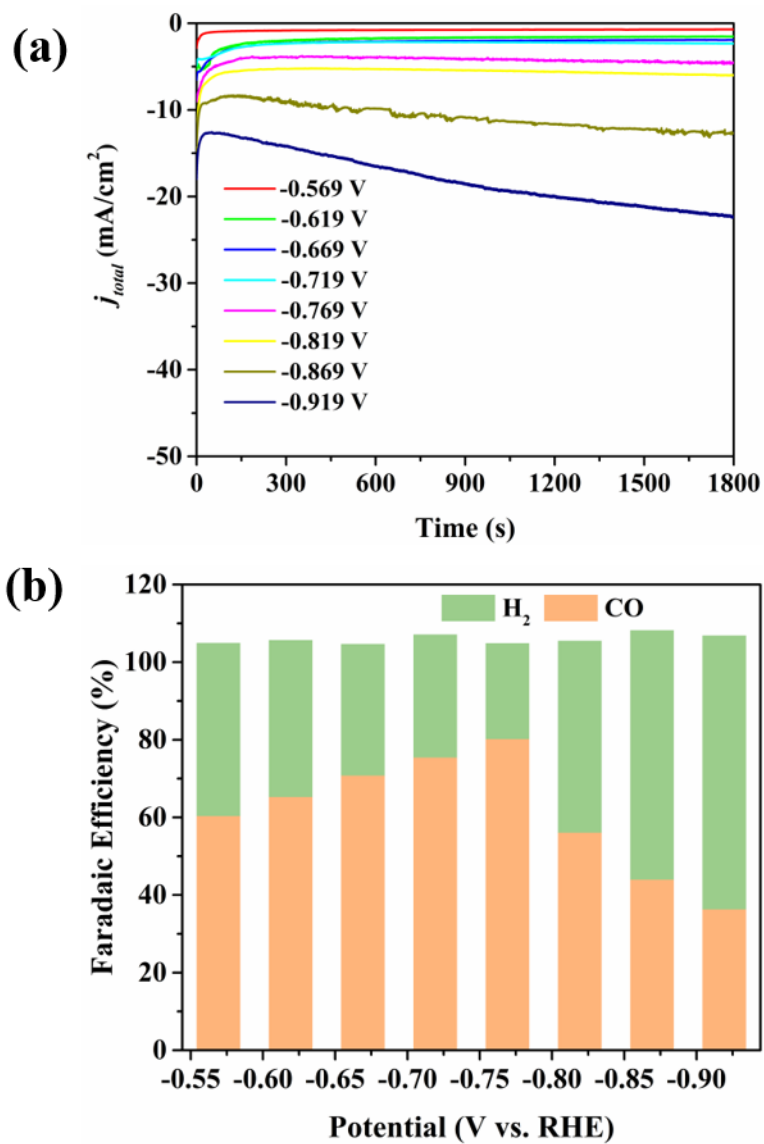 (a)
0
-10
-20
-30
-40
-50
j_total (mA/cm²)
-0.569 V
-0.619 V
-0.669 V
-0.719 V
-0.769 V
-0.819 V
-0.869 V
-0.919 V
0 300 600 900 1200 1500 1800
Time (s)
(b)
120
100
80
60
40
20
0
Faradaic Efficiency (%)
H₂ CO
-0.55 -0.60 -0.65 -0.70 -0.75 -0.80 -0.85 -0.90
Potential (V vs. RHE)